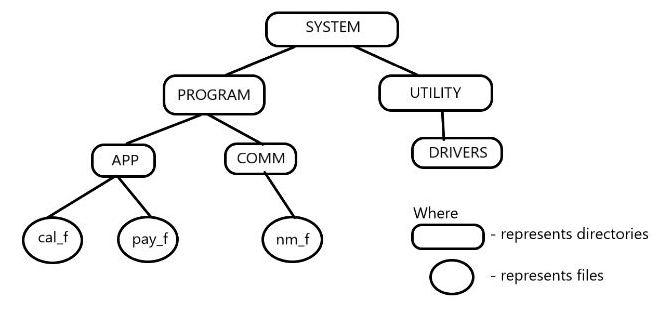 SYSTEM
PROGRAM
UTILITY
APP
COMM
DRIVERS
cal_f
pay_f
nm_f
Where
- represents directories
- represents files